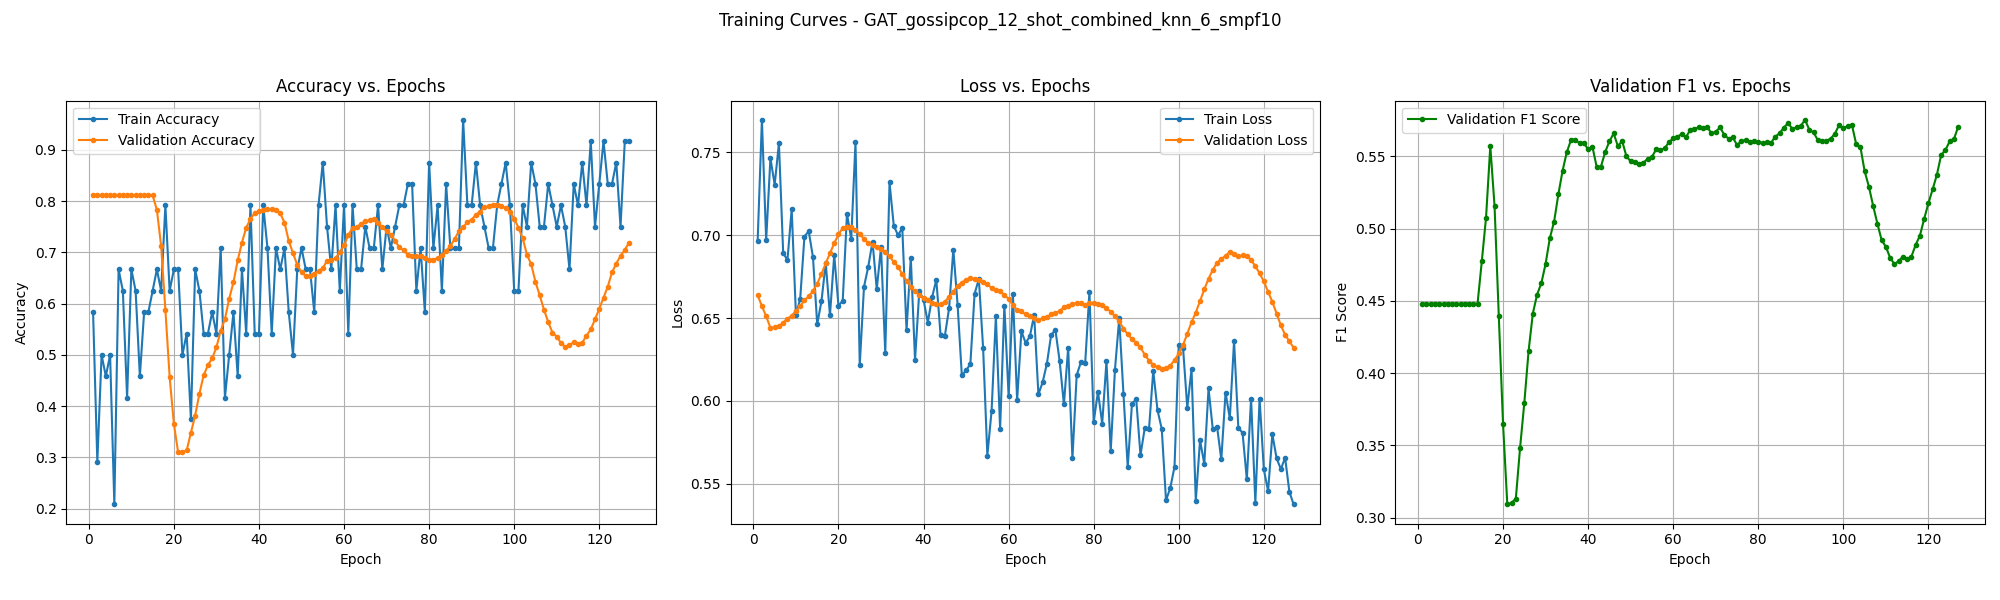 Training Curves - GAT_gossipcop_12_shot_combined_knn_6_smpf10
Accuracy vs. Epochs
Train Accuracy
Validation Accuracy
Accuracy
0.9
0.8
0.7
0.6
0.5
0.4
0.3
0.2
0 20 40 60 80 100 120
Epoch
Loss vs. Epochs
Train Loss
Validation Loss
Loss
0.75
0.70
0.65
0.60
0.55
0 20 40 60 80 100 120
Epoch
Validation F1 vs. Epochs
Validation F1 Score
F1 Score
0.55
0.50
0.45
0.40
0.35
0.30
0 20 40 60 80 100 120
Epoch